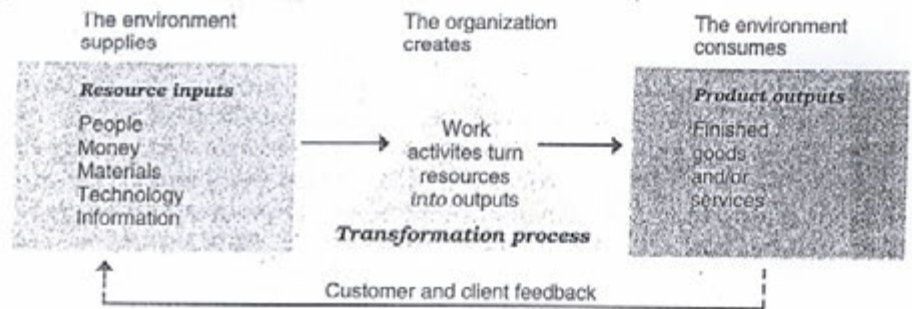 The environment
supplies
The organization
creates
The environment
consumes
Resource inputs
People
Money
Materials
Technology
Information
Work
activites turn
resources
into outputs
Transformation process
Product outputs
Finished
goods
and/or
services
Customer and client feedback